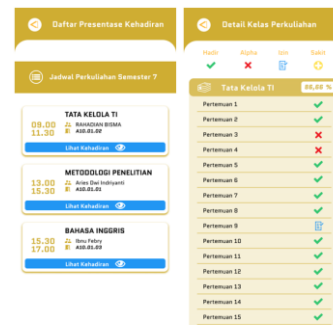 Daftar Presentase Kehadiran
Jadwal Perkuliahan Semester 7
TATA KELOLA TI
09.00
11.30
RAHADIAN BISMA
A10.01.02
Lihat Kehadiran
METODOLOGI PENELITIAN
13.00
15.30
Aries Dwi Indriyanti
A10.01.01
Lihat Kehadiran
BAHASA INGGRIS
15.30
17.00
Ibnu Febry
A10.01.03
Lihat Kehadiran
Detail Kelas Perkuliahan
Hadir Alpha Izin Sakit
Tata Kelola TI
Pertemuan 1
Pertemuan 2
Pertemuan 3
Pertemuan 4
Pertemuan 5
Pertemuan 6
Pertemuan 7
Pertemuan 8
Pertemuan 9
Pertemuan 10
Pertemuan 11
Pertemuan 12
Pertemuan 13
Pertemuan 14
Pertemuan 15